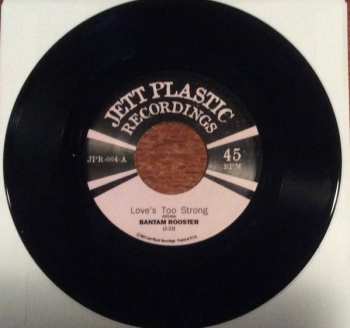 JETT PLASTIC
RECORDINGS
JPR-004-A
45
RPM
Love's Too Strong
BANTAM ROOSTER